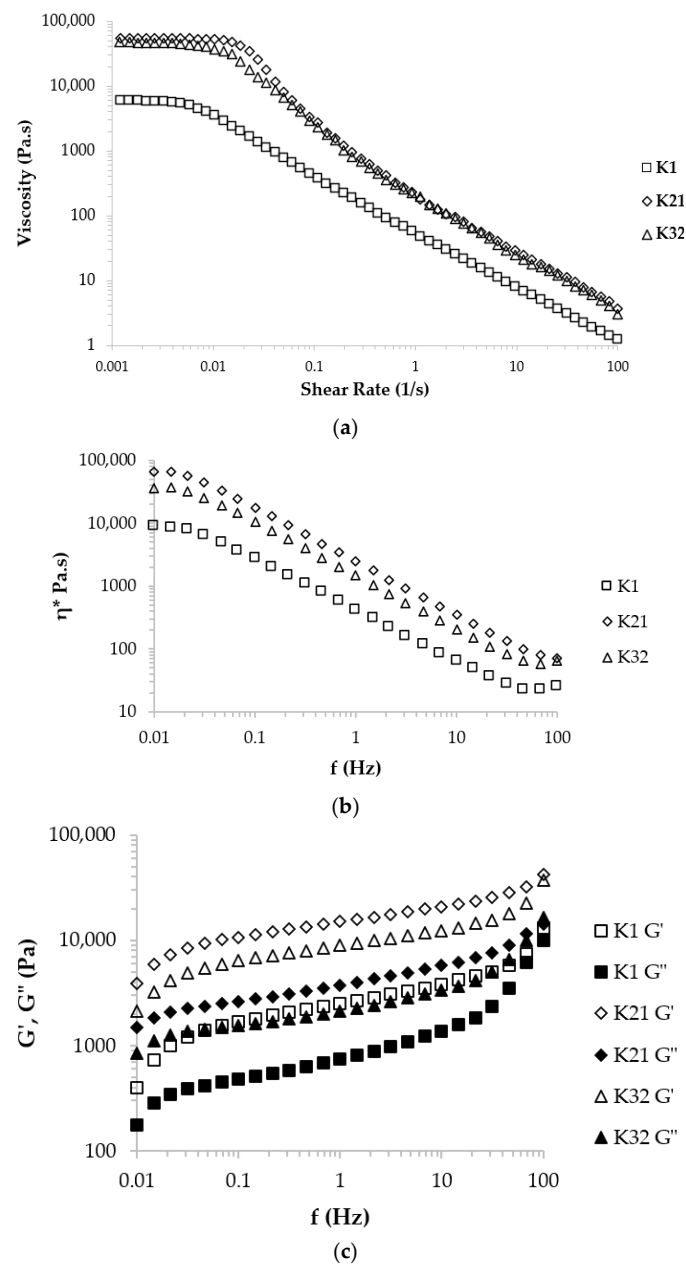 100,000
10,000
1000
100
10
1
Viscosity (Pa.s)
0.001 0.01 0.1 1 10 100
Shear Rate (1/s)
K1
K21
K32
(a)
100,000
10,000
1000
100
10
η* Pa.s
0.01 0.1 1 10 100
f (Hz)
K1
K21
K32
(b)
100,000
10,000
1000
100
G', G" (Pa)
0.01 0.1 1 10 100
f (Hz)
K1 G'
K1 G"
K21 G'
K21 G"
K32 G'
K32 G"
(c)